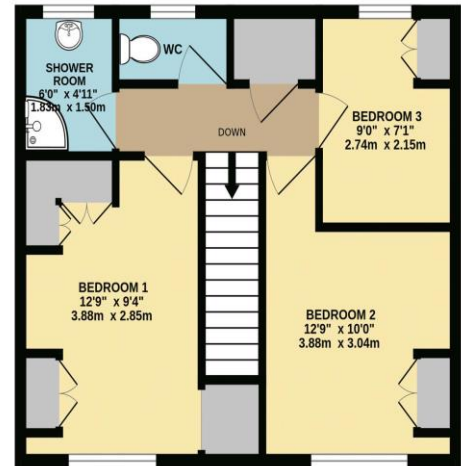 SHOWER
ROOM
6'0" x 4'11"
1.83m x 1.50m
WC
DOWN
BEDROOM 3
9'0" x 7'1"
2.74m x 2.15m
BEDROOM 1
12'9" x 9'4"
3.88m x 2.85m
BEDROOM 2
12'9" x 10'0"
3.88m x 3.04m